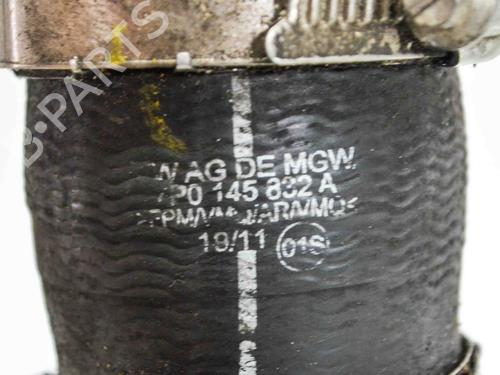 AG DE MGW
7P0 145 832 A
19/11 01S
B-PARTS